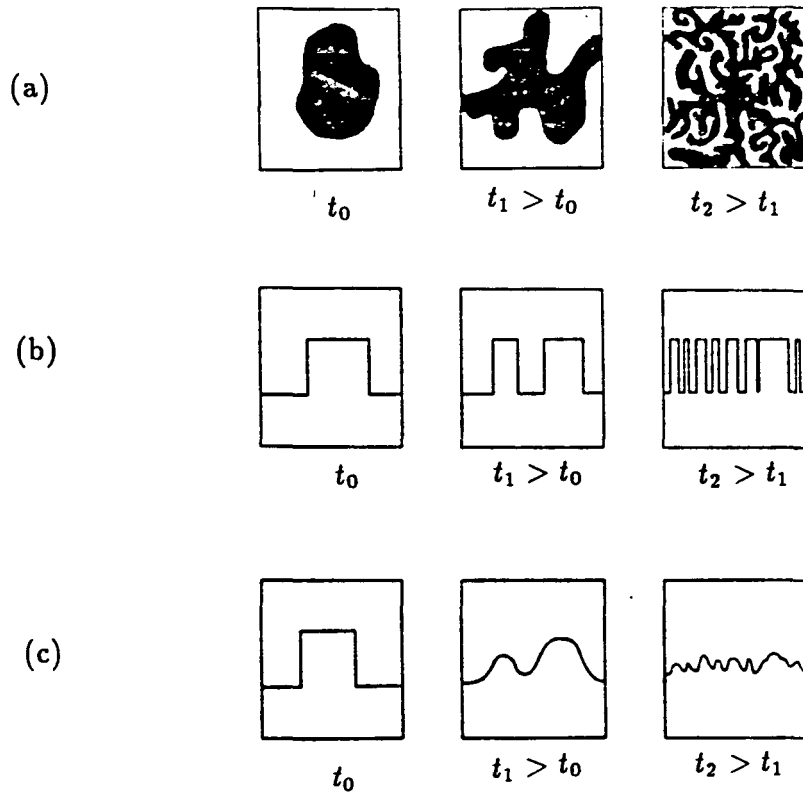 (a)
t₀ t₁ > t₀ t₂ > t₁
(b)
t₀ t₁ > t₀ t₂ > t₁
(c)
t₀ t₁ > t₀ t₂ > t₁